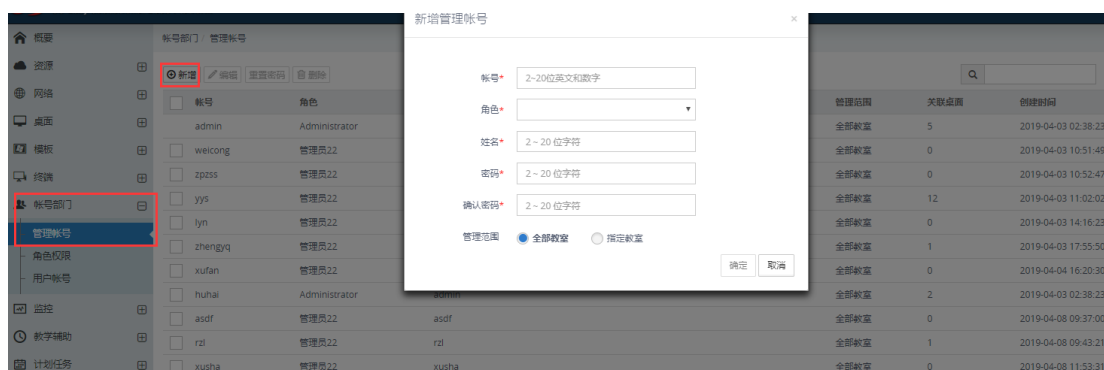 新增管理帐号 ×
概要
帐号部门 / 管理帐号
资源
新增 编辑 重置密码 删除
网络
帐号 角色 管理范围 关联桌面 创建时间
桌面
admin Administrator 全部教室 5 2019-04-03 02:38:23
模板
weicong 管理员22 全部教室 0 2019-04-03 10:51:49
终端
zpzss 管理员22 全部教室 0 2019-04-03 10:52:47
帐号部门
yys 管理员22 全部教室 12 2019-04-03 11:02:02
管理帐号
lyn 管理员22 全部教室 0 2019-04-03 14:16:23
角色权限
zhengyq 管理员22 全部教室 1 2019-04-03 17:55:50
用户帐号
xufan 管理员22 全部教室 0 2019-04-04 16:20:30
监控
huhai Administrator admin 全部教室 2 2019-04-03 02:38:23
asdf 管理员22 asdf 全部教室 0 2019-04-08 09:37:00
教学辅助
rzl 管理员22 rzl 全部教室 1 2019-04-08 09:43:21
计划任务
xusha 管理员22 xusha 全部教室 0 2019-04-08 11:53:31
帐号* 2~20位英文和数字
角色*
姓名* 2 ~ 20 位字符
密码* 2 ~ 20 位字符
确认密码* 2 ~ 20 位字符
管理范围 全部教室 指定教室
确定 取消